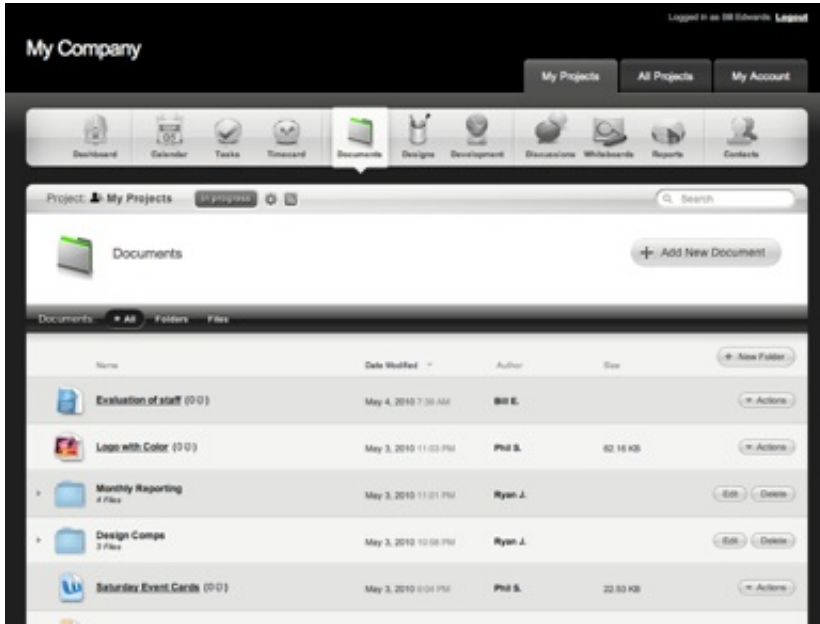 Logged in as Bill Edwards Logout
My Company
My Projects All Projects My Account
Dashboard Calendar Tasks Timecard Documents Designs Development Discussions Whiteboards Reports Contacts
Project: My Projects In progress Search
Documents + Add New Document
Documents: All Folders Files
Name Date Modified Author Size + New Folder
Evaluation of staff May 4, 2010 7:39 AM Bill E. Actions
Logo with Color May 3, 2010 11:03 PM Phil S. 62.16 KB Actions
Monthly Reporting May 3, 2010 11:01 PM Ryan J. Edit Delete
4 Files
Design Comps May 3, 2010 10:58 PM Ryan J. Edit Delete
3 Files
Saturday Event Cards May 3, 2010 Phil S. 22.53 KB Actions